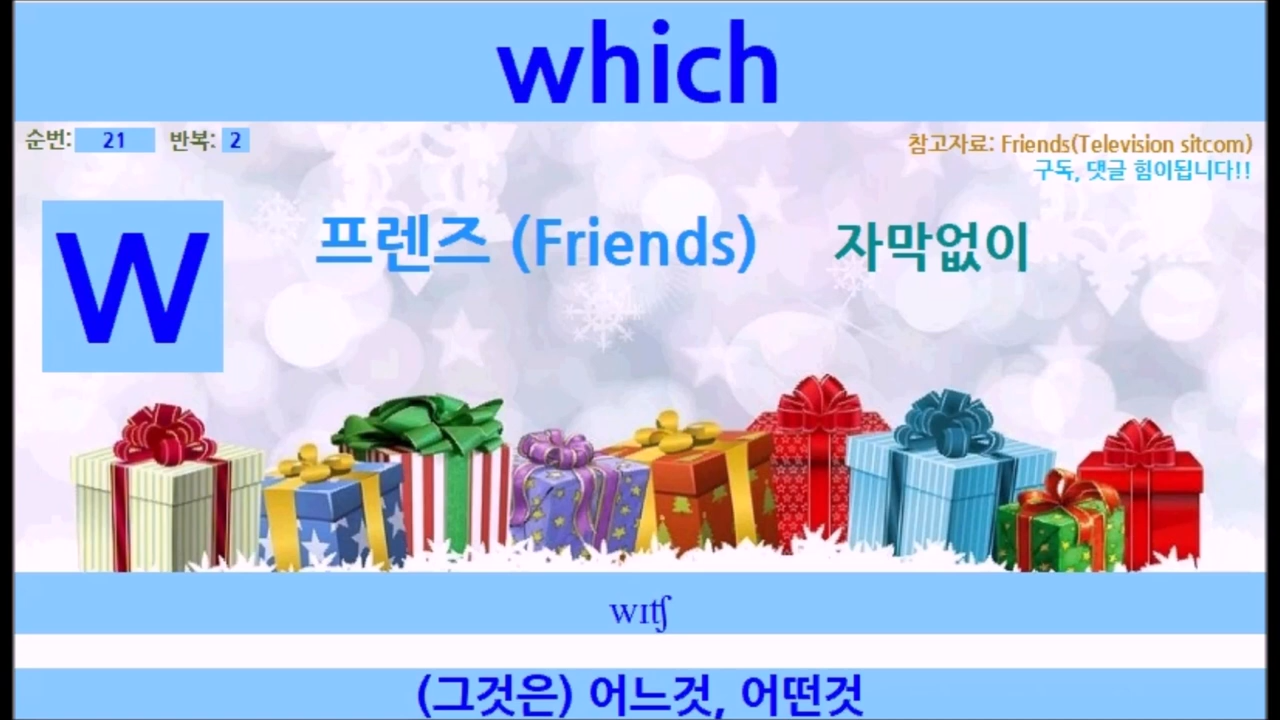 which
순번: 21 반복: 2
참고자료: Friends(Television sitcom)
구독, 댓글 힘이됩니다!!
W
프렌즈 (Friends) 자막없이
wɪʧ
(그것은) 어느것, 어떤것